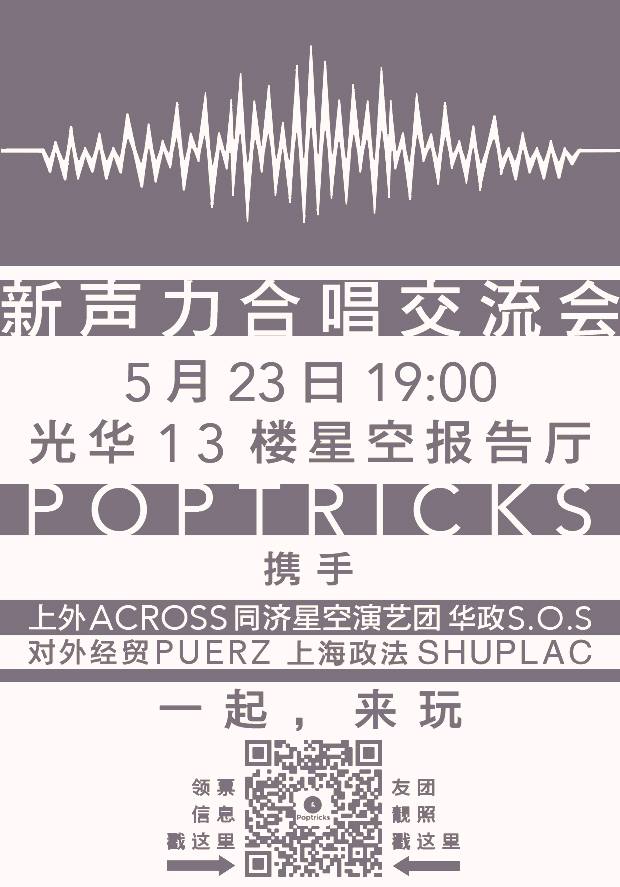 新声力合唱交流会
5月23日 19:00
光华 13 楼星空报告厅
POPTRICKS
携手
上外ACROSS 同济星空演艺团 华政S.O.S
对外经贸PUERZ 上海政法 SHUPLAC
一起，来玩
领票
信息
戳这里
Poptricks
友团
靓照
戳这里